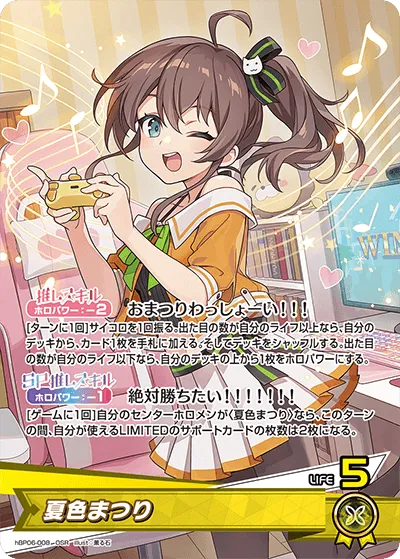 WIN
推しスキル
ホロパワー：−2
おまつりわっしょーい！！！
[ターンに1回]サイコロを1回振る。出た目の数が自分のライフ以上なら、自分の
デッキから、カード1枚を手札に加える。そしてデッキをシャッフルする。出た目
の数が自分のライフ以下なら、自分のデッキの上から1枚をホロパワーにする。
SP推しスキル
ホロパワー：−1
絶対勝ちたい！！！！！！！
[ゲームに1回]自分のセンターホロメンが〈夏色まつり〉なら、このターン
の間、自分が使えるLIMITEDのサポートカードの枚数は2枚になる。
LIFE 5
夏色まつり
hBP06-008 OSR illust：薫る石